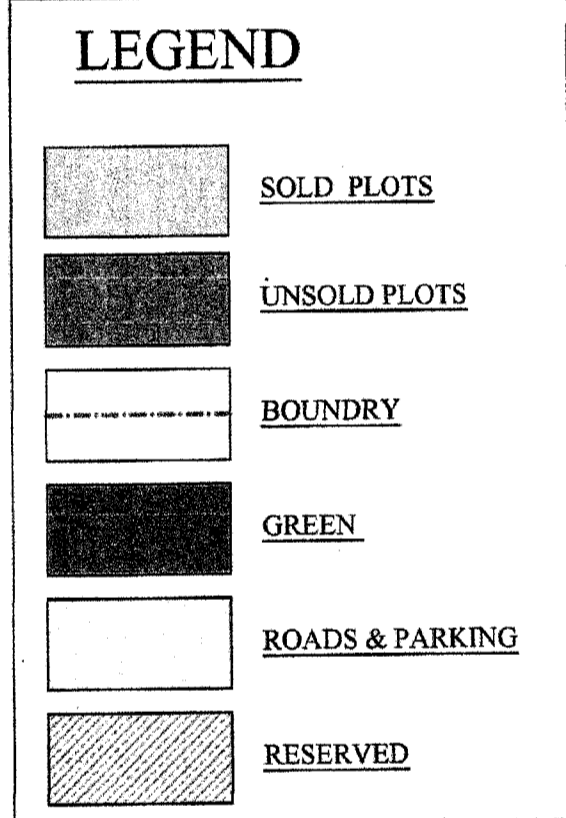 LEGEND
SOLD PLOTS
UNSOLD PLOTS
BOUNDRY
GREEN
ROADS & PARKING
RESERVED